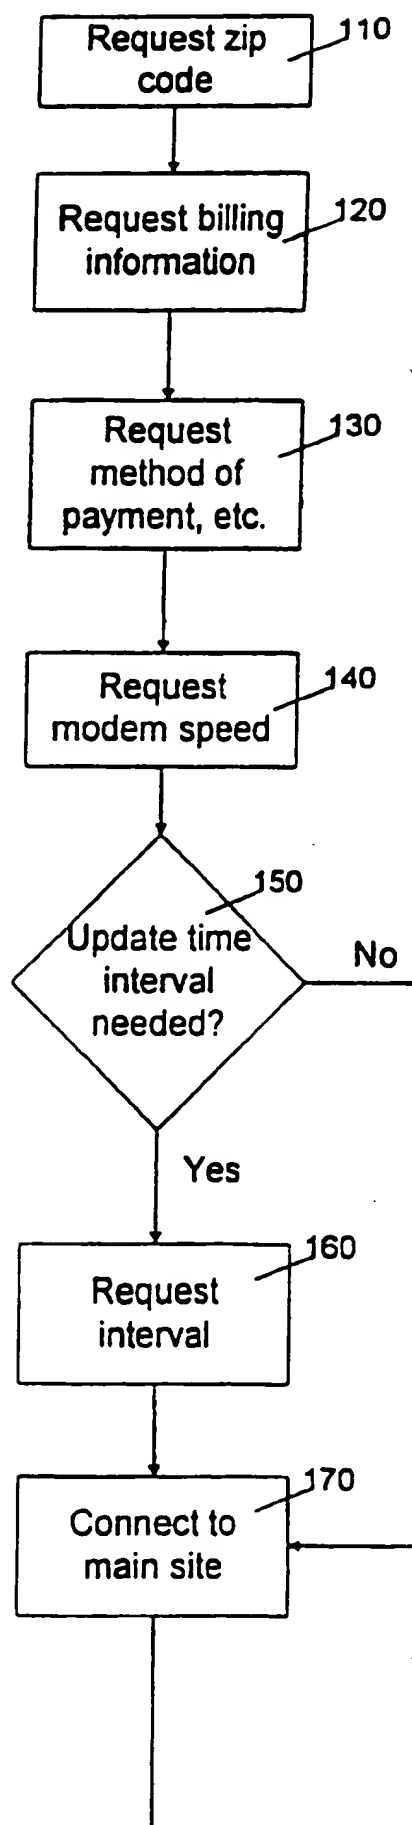 Request zip
code
110
Request billing
information
120
Request
method of
payment, etc.
130
Request
modem speed
140
150
Update time
interval
needed?
No
Yes
160
Request
interval
170
Connect to
main site